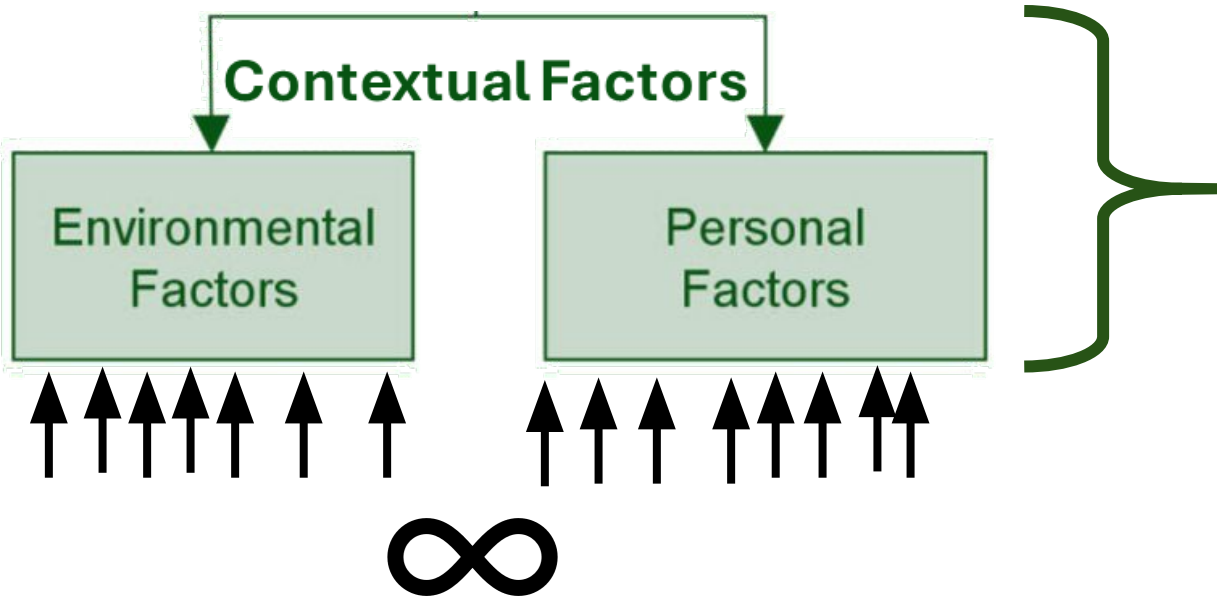 Contextual Factors
Environmental
Factors
Personal
Factors
∞